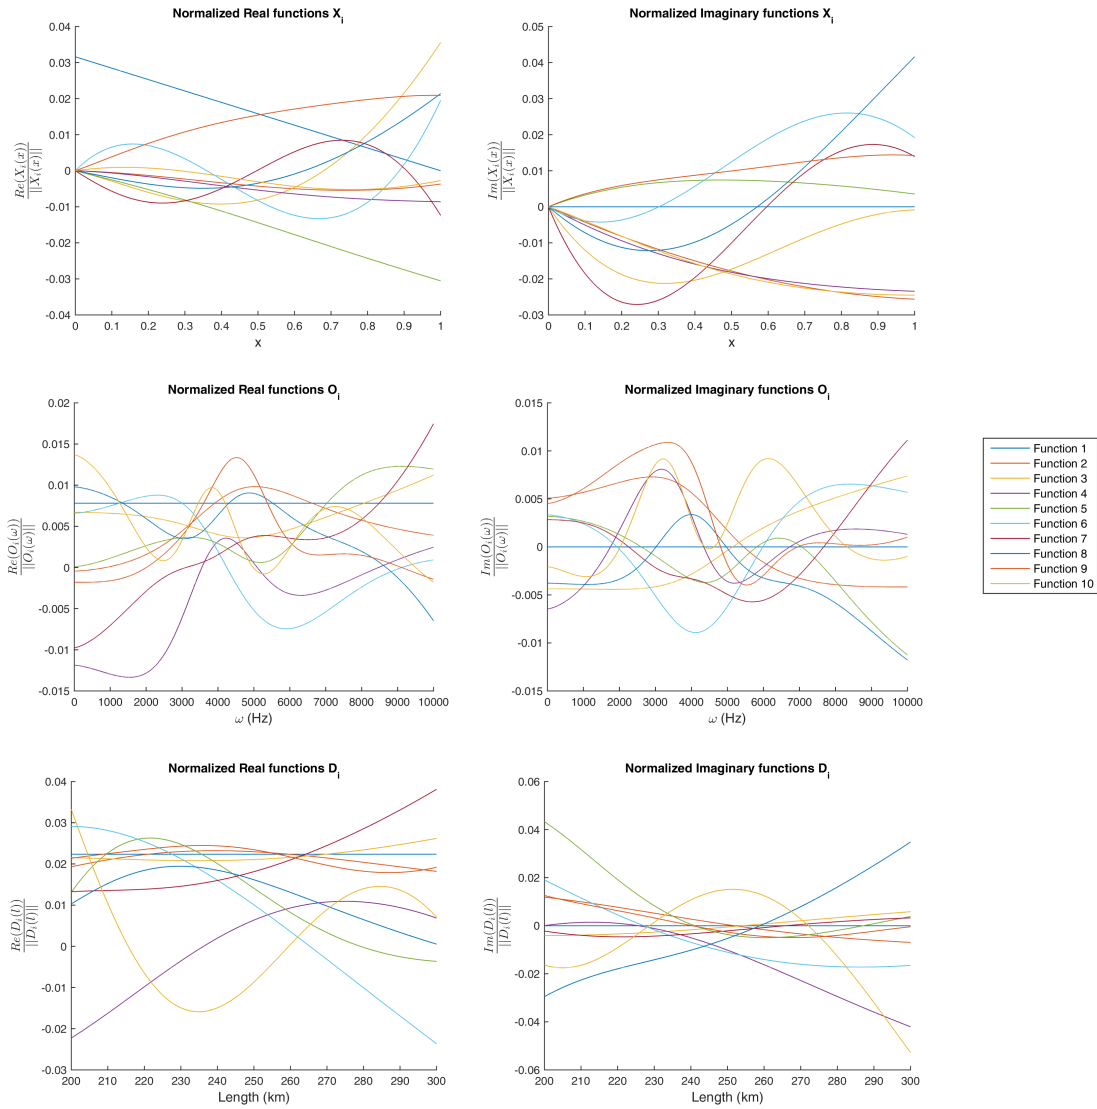 Normalized Real functions X_i
0.04
0.03
0.02
0.01
0
-0.01
-0.02
-0.03
-0.04
Re(X_i(x))
||X_i(x)||
0 0.1 0.2 0.3 0.4 0.5 0.6 0.7 0.8 0.9 1
x
Normalized Imaginary functions X_i
0.05
0.04
0.03
0.02
0.01
0
-0.01
-0.02
-0.03
Im(X_i(x))
||X_i(x)||
0 0.1 0.2 0.3 0.4 0.5 0.6 0.7 0.8 0.9 1
x
Normalized Real functions O_i
0.02
0.015
0.01
0.005
0
-0.005
-0.01
-0.015
Re(O_i(ω))
||O_i(ω)||
0 1000 2000 3000 4000 5000 6000 7000 8000 9000 10000
ω (Hz)
Normalized Imaginary functions O_i
0.015
0.01
0.005
0
-0.005
-0.01
-0.015
Im(O_i(ω))
||O_i(ω)||
0 1000 2000 3000 4000 5000 6000 7000 8000 9000 10000
ω (Hz)
Function 1
Function 2
Function 3
Function 4
Function 5
Function 6
Function 7
Function 8
Function 9
Function 10
Normalized Real functions D_i
0.04
0.03
0.02
0.01
0
-0.01
-0.02
-0.03
Re(D_i(l))
||D_i(l)||
200 210 220 230 240 250 260 270 280 290 300
Length (km)
Normalized Imaginary functions D_i
0.06
0.04
0.02
0
-0.02
-0.04
-0.06
Im(D_i(l))
||D_i(l)||
200 210 220 230 240 250 260 270 280 290 300
Length (km)